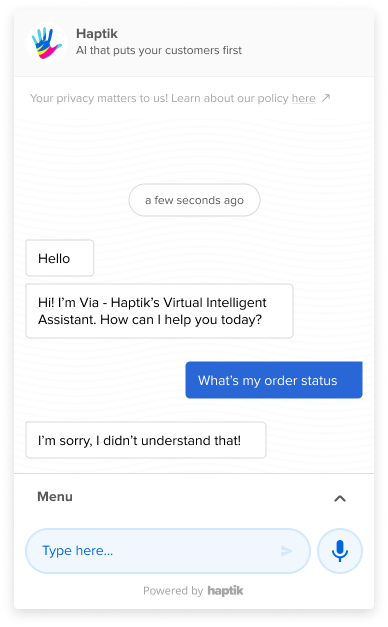 Haptik
AI that puts your customers first
Your privacy matters to us! Learn about our policy here ↗
a few seconds ago
Hello
Hi! I’m Via - Haptik’s Virtual Intelligent
Assistant. How can I help you today?
What’s my order status
I’m sorry, I didn’t understand that!
Menu
Type here...
Powered by haptik